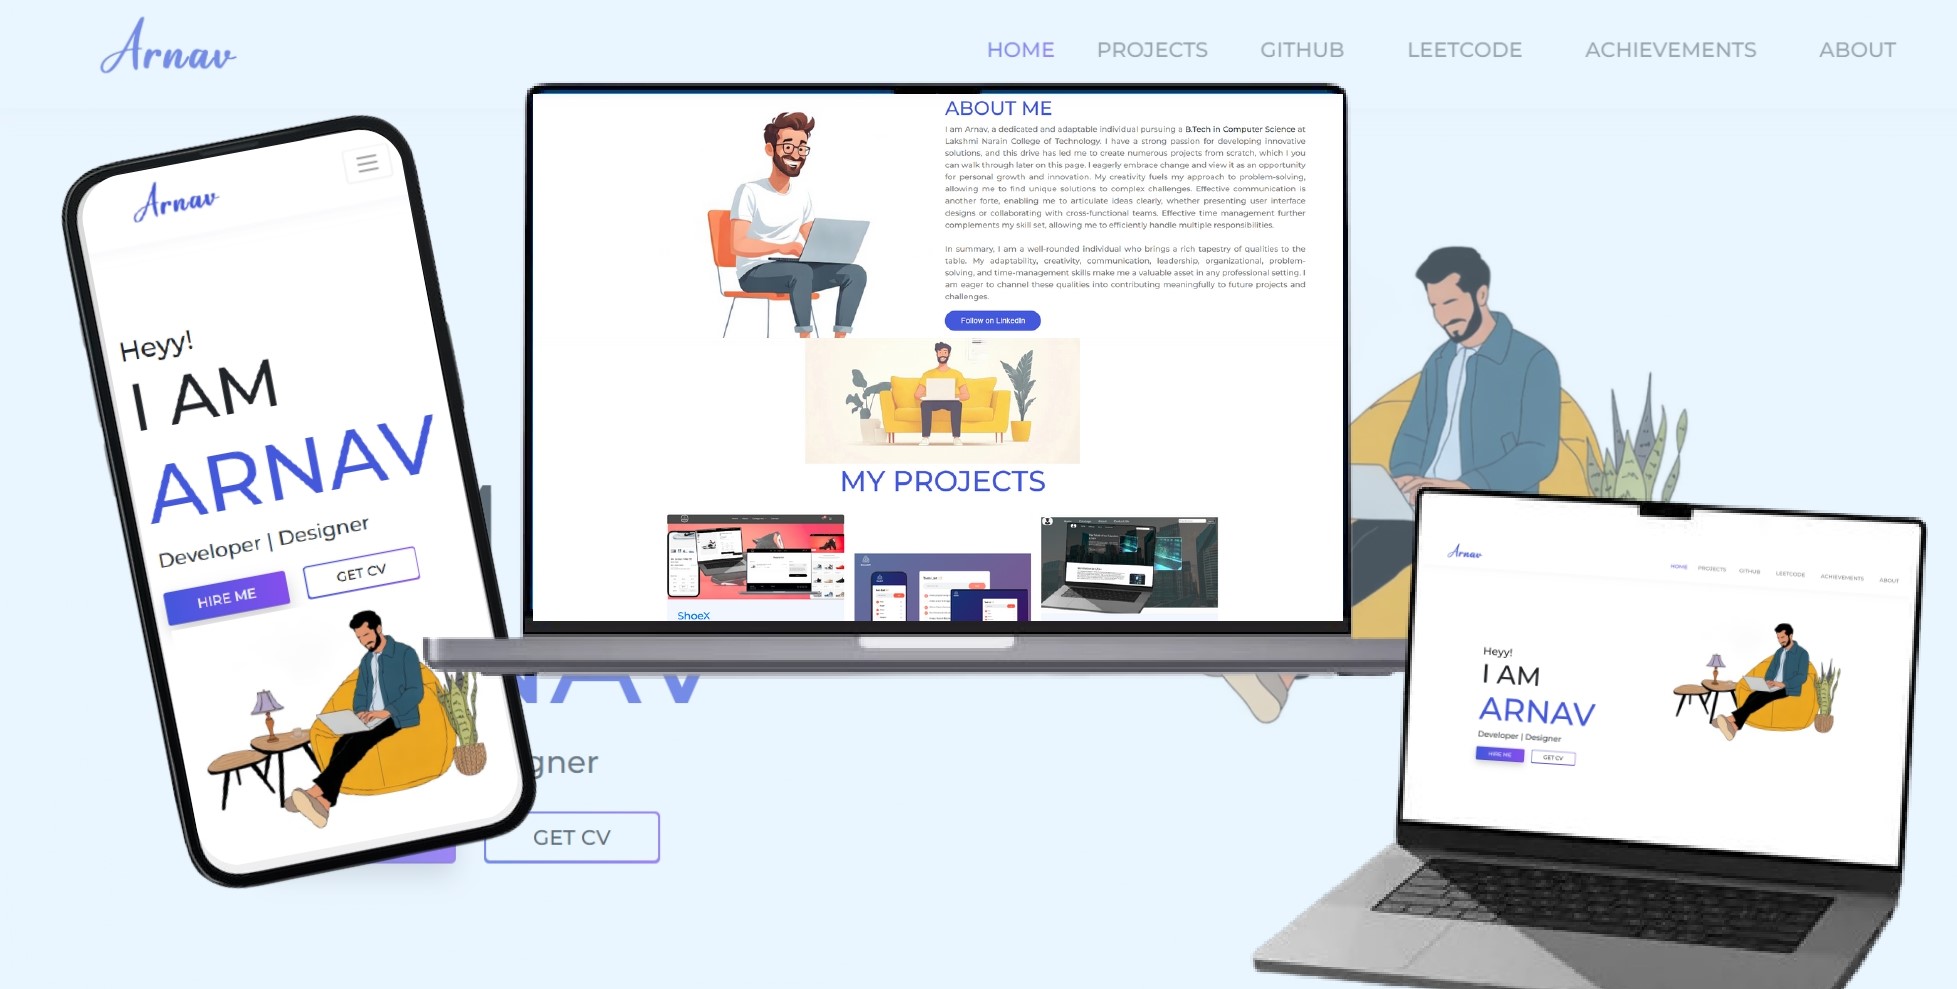 Arnav
HOME PROJECTS GITHUB LEETCODE ACHIEVEMENTS ABOUT
Arnav
Heyy!
I AM
ARNAV
Developer | Designer
HIRE ME GET CV
ABOUT ME
I am Arnav, a dedicated and adaptable individual pursuing a B.Tech in Computer Science at
Lakshmi Narain College of Technology. I have a strong passion for developing innovative
solutions, and this drive has led me to create numerous projects from scratch, which I you
can walk through later on this page. I eagerly embrace change and view it as an opportunity
for personal growth and innovation. My creativity fuels my approach to problem-solving,
allowing me to find unique solutions to complex challenges. Effective communication is
another forte, enabling me to articulate ideas clearly, whether presenting user interface
designs or collaborating with cross-functional teams. Effective time management further
complements my skill set, allowing me to efficiently handle multiple responsibilities.
In summary, I am a well-rounded individual who brings a rich tapestry of qualities to the
table. My adaptability, creativity, communication, leadership, organizational, problem-
solving, and time-management skills make me a valuable asset in any professional setting. I
am eager to channel these qualities into contributing meaningfully to future projects and
challenges.
Follow on LinkedIn
MY PROJECTS
ShoeX
NAV
gner
GET CV
Arnav
HOME PROJECTS GITHUB LEETCODE ACHIEVEMENTS ABOUT
Heyy!
I AM
ARNAV
Developer | Designer
HIRE ME GET CV